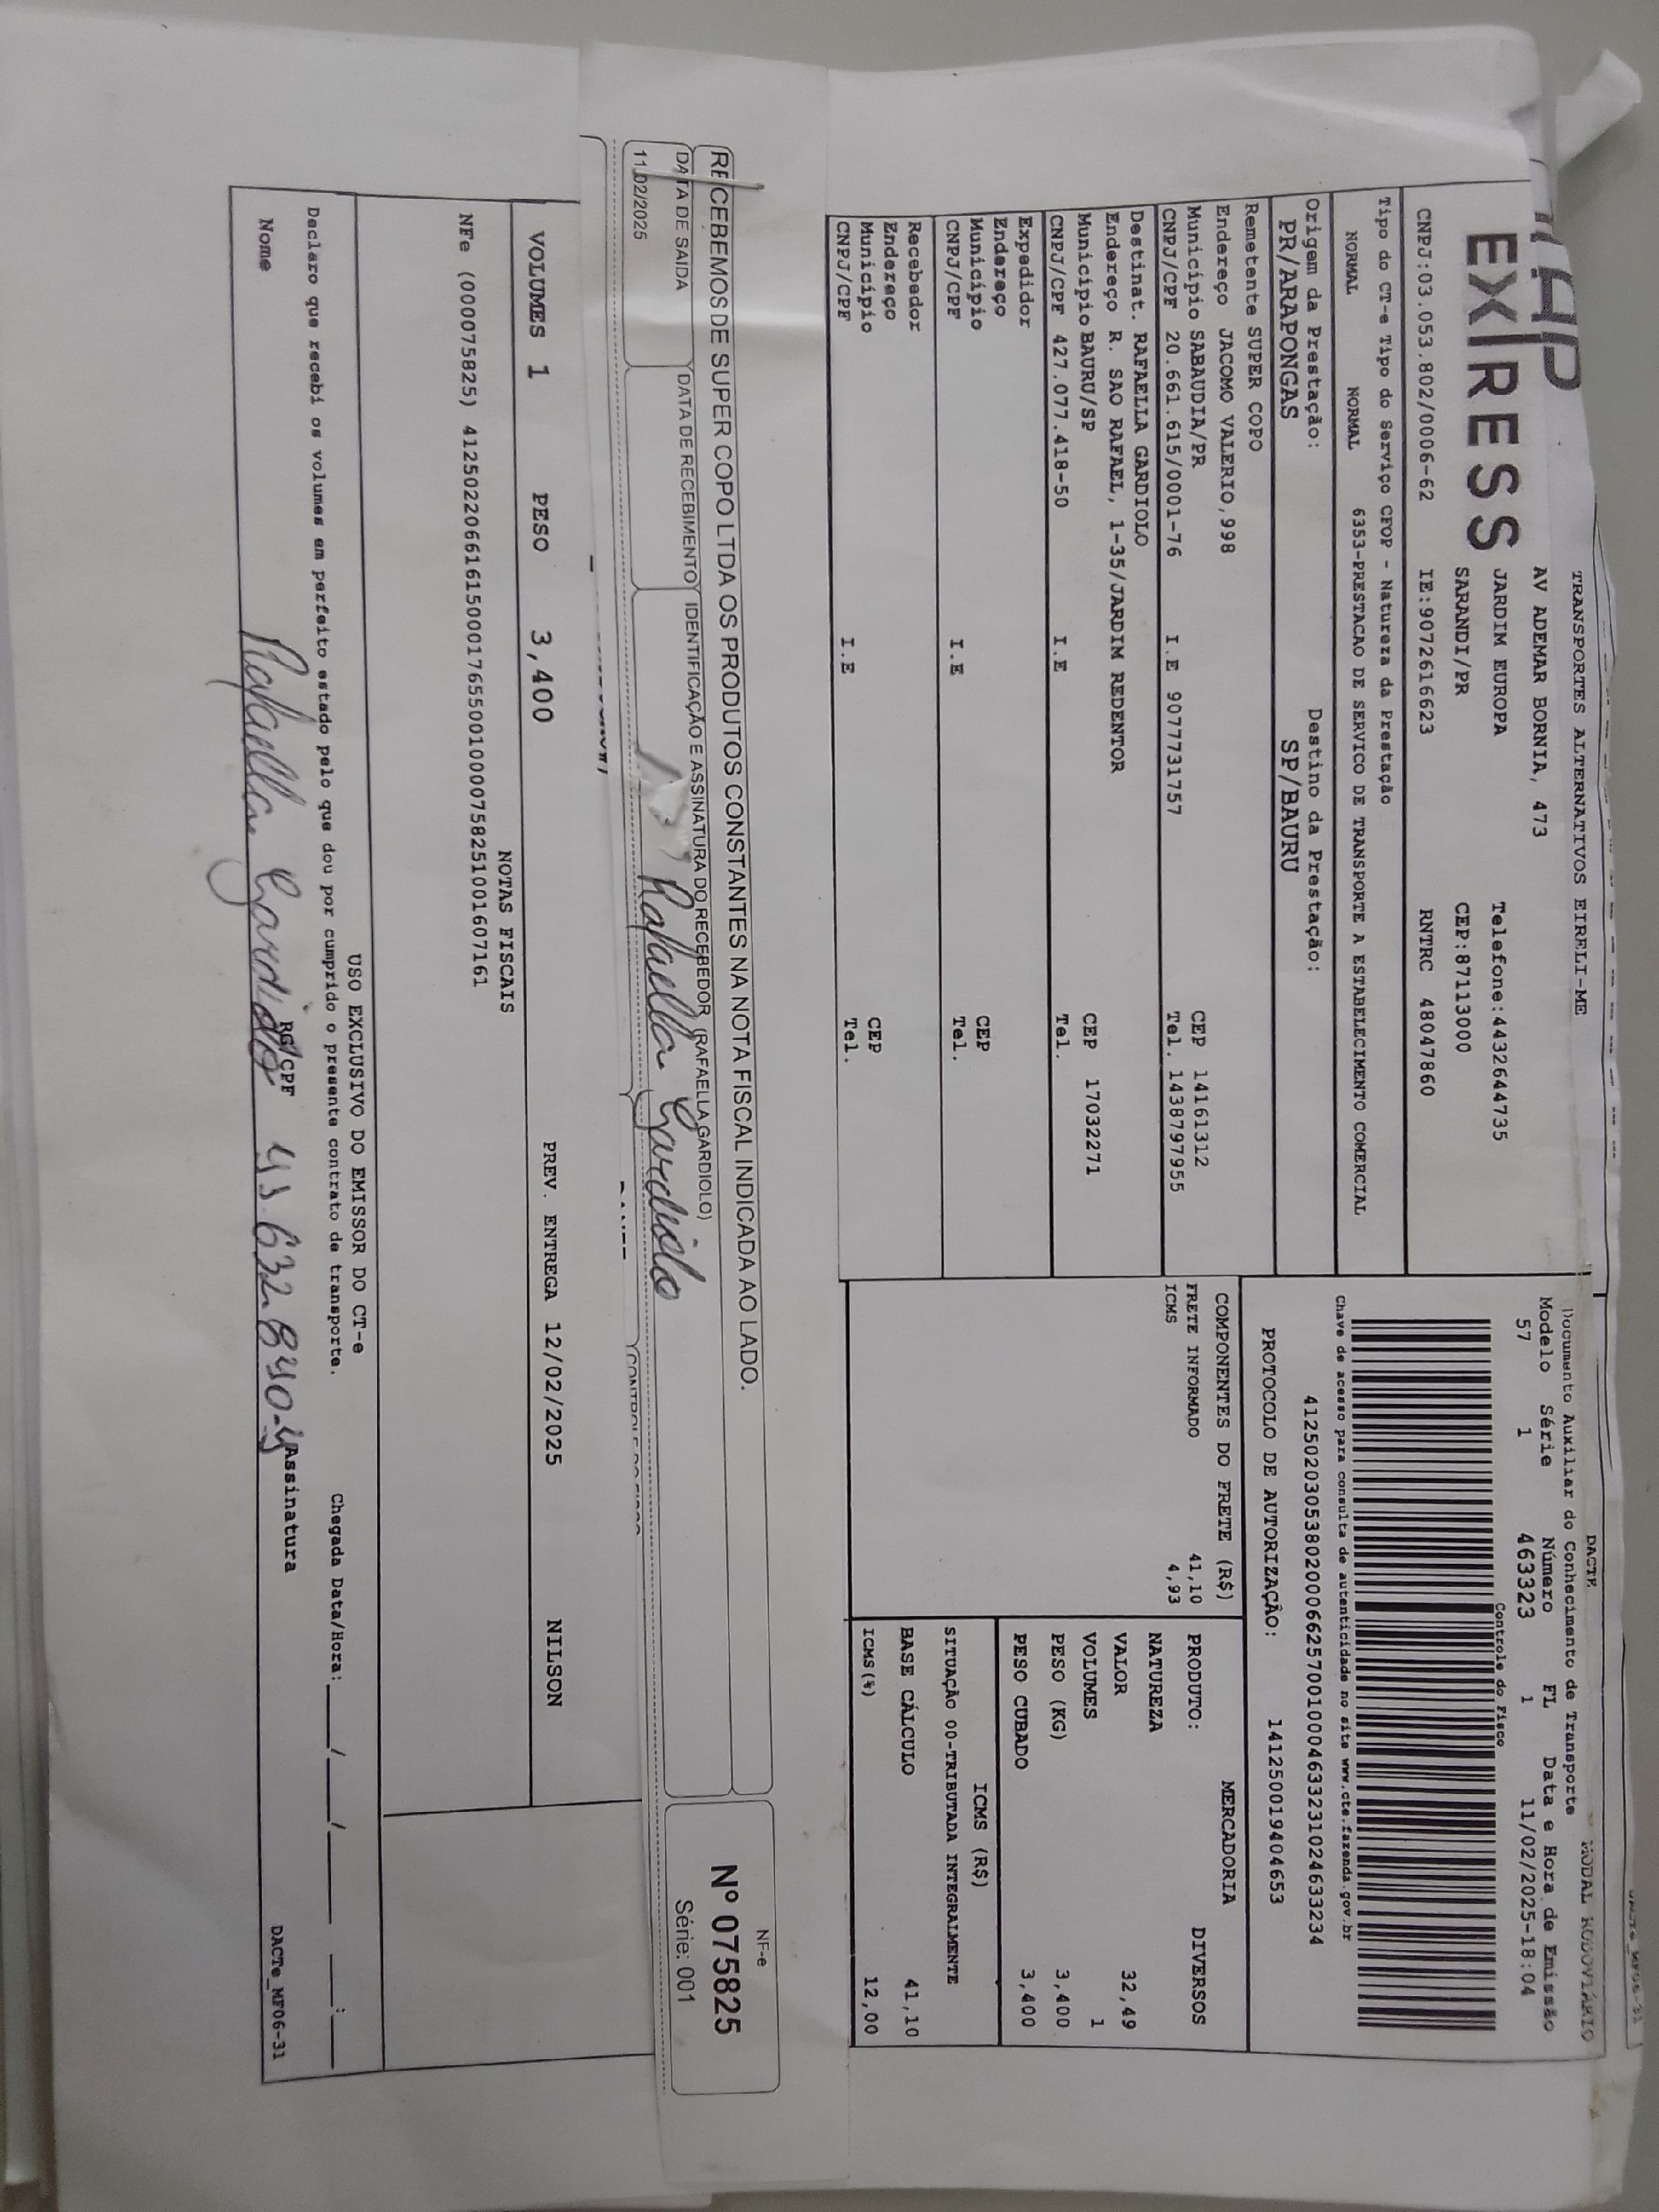 TRANSPORTES ALTERNATIVOS EIRELI-ME
AV ADEMAR BORNIA, 473
EXPRESS
JARDIM EUROPA Telefone:4432644735
SARANDI/PR CEP:87113000
CNPJ:03.053.802/0006-62 IE:9072616623 RNTRC 48047860
Tipo do CT-e Tipo do Serviço CFOP - Natureza da Prestação
NORMAL NORMAL 6353-PRESTACAO DE SERVICO DE TRANSPORTE A ESTABELECIMENTO COMERCIAL
Origem da Prestação: Destino da Prestação:
PR/ARAPONGAS SP/BAURU
Remetente SUPER COPO
Endereço JACOMO VALERIO,998
Município SABAUDIA/PR CEP 14161312
CNPJ/CPF 20.661.615/0001-76 I.E 9077731757 Tel. 1438797955
Destinat. RAFAELLA GARDIOLO
Endereço R. SAO RAFAEL, 1-35/JARDIM REDENTOR
Município BAURU/SP CEP 17032271
CNPJ/CPF 427.077.418-50 I.E Tel.
Expedidor
Endereço
Município CEP
CNPJ/CPF I.E Tel.
Recebedor
Endereço
Município CEP
CNPJ/CPF I.E Tel.
DACTE MODAL RODOVIÁRIO
Documento Auxiliar do Conhecimento de Transporte
Modelo Série Número FL Data e Hora de Emissão
57 1 463323 1 11/02/2025-18:04
Controle do Fisco
Chave de acesso para consulta de autenticidade no site www.cte.fazenda.gov.br
41250203053802000662570010004633231024633234
PROTOCOLO DE AUTORIZAÇÃO: 141250019404653
COMPONENTES DO FRETE (R$)
FRETE INFORMADO 41,10
ICMS 4,93
MERCADORIA
PRODUTO: DIVERSOS
NATUREZA
VALOR 32,49
VOLUMES 1
PESO (KG) 3,400
PESO CUBADO 3,400
ICMS (R$)
SITUAÇÃO 00-TRIBUTADA INTEGRALMENTE
BASE CÁLCULO 41,10
ICMS(%) 12,00
RECEBEMOS DE SUPER COPO LTDA OS PRODUTOS CONSTANTES NA NOTA FISCAL INDICADA AO LADO.
DATA DE SAIDA DATA DE RECEBIMENTO IDENTIFICAÇÃO E ASSINATURA DO RECEBEDOR (RAFAELLA GARDIOLO)
11/02/2025 Rafaella Gardiolo
NF-e
Nº 075825
Série: 001
VOLUMES 1 PESO 3,400 PREV. ENTREGA 12/02/2025 NILSON
NOTAS FISCAIS
NFe (000075825) 41250220661615000176550010000758251001607161
USO EXCLUSIVO DO EMISSOR DO CT-e
Declaro que recebi os volumes em perfeito estado pelo que dou por cumprido o presente contrato de transporte. Chegada Data/Hora: ___/___/___ __:__
Nome Rafaella Gardiolo RG/CPF Assinatura
DACTe_MF06-31